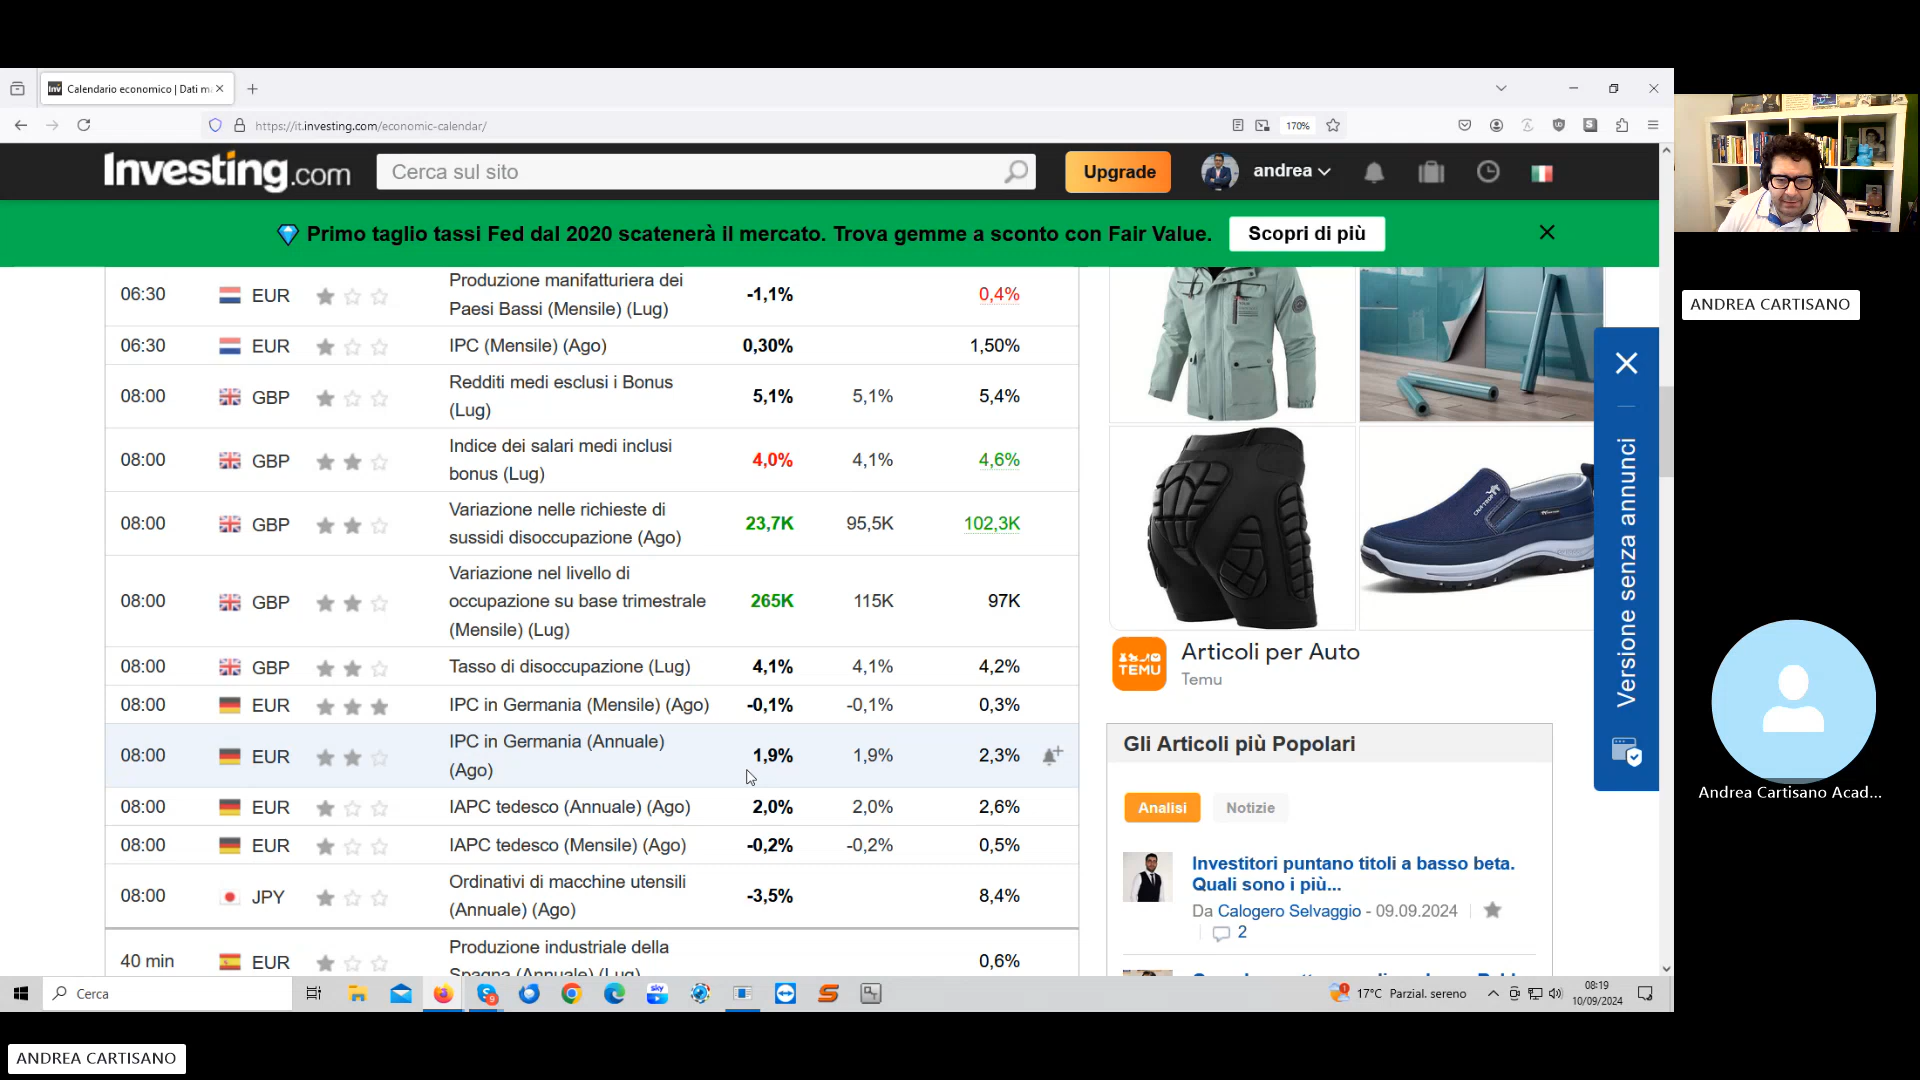 Calendario economico | Dati m
https://it.investing.com/economic-calendar/
170%
Investing.com
Cerca sul sito
Upgrade
andrea
Primo taglio tassi Fed dal 2020 scatenerà il mercato. Trova gemme a sconto con Fair Value.
Scopri di più
06:30 EUR Produzione manifatturiera dei
Paesi Bassi (Mensile) (Lug) -1,1% 0,4%
06:30 EUR IPC (Mensile) (Ago) 0,30% 1,50%
08:00 GBP Redditi medi esclusi i Bonus
(Lug) 5,1% 5,1% 5,4%
08:00 GBP Indice dei salari medi inclusi
bonus (Lug) 4,0% 4,1% 4,6%
08:00 GBP Variazione nelle richieste di
sussidi disoccupazione (Ago) 23,7K 95,5K 102,3K
08:00 GBP Variazione nel livello di
occupazione su base trimestrale
(Mensile) (Lug) 265K 115K 97K
08:00 GBP Tasso di disoccupazione (Lug) 4,1% 4,1% 4,2%
08:00 EUR IPC in Germania (Mensile) (Ago) -0,1% -0,1% 0,3%
08:00 EUR IPC in Germania (Annuale)
(Ago) 1,9% 1,9% 2,3%
08:00 EUR IAPC tedesco (Annuale) (Ago) 2,0% 2,0% 2,6%
08:00 EUR IAPC tedesco (Mensile) (Ago) -0,2% -0,2% 0,5%
08:00 JPY Ordinativi di macchine utensili
(Annuale) (Ago) -3,5% 8,4%
40 min EUR Produzione industriale della
Spagna (Annuale) (Lug) 0,6%
TEMU
Articoli per Auto
Temu
Gli Articoli più Popolari
Analisi
Notizie
Investitori puntano titoli a basso beta.
Quali sono i più...
Da Calogero Selvaggio - 09.09.2024
2
Versione senza annunci
Cerca
17°C Parzial. sereno
08:19
10/09/2024
ANDREA CARTISANO
Andrea Cartisano Acad...
ANDREA CARTISANO